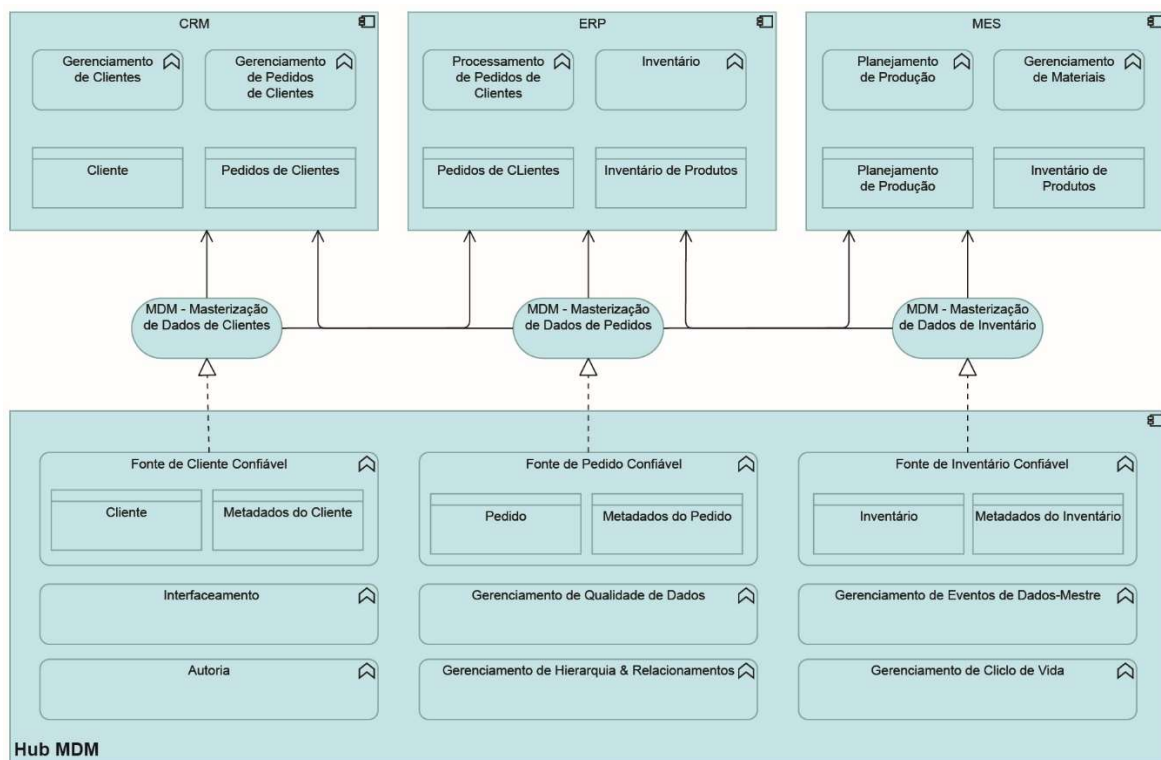 CRM
ERP
MES
Gerenciamento
de Clientes
Gerenciamento
de Pedidos
de Clientes
Processamento
de Pedidos de
Clientes
Inventário
Planejamento
de Produção
Gerenciamento
de Materiais
Cliente
Pedidos de Clientes
Pedidos de CLientes
Inventário de Produtos
Planejamento
de Produção
Inventário de
Produtos
MDM - Masterização
de Dados de Clientes
MDM - Masterização
de Dados de Pedidos
MDM - Masterização
de Dados de Inventário
Fonte de Cliente Confiável
Cliente
Metadados do Cliente
Fonte de Pedido Confiável
Pedido
Metadados do Pedido
Fonte de Inventário Confiável
Inventário
Metadados do Inventário
Interfaceamento
Gerenciamento de Qualidade de Dados
Gerenciamento de Eventos de Dados-Mestre
Autoria
Gerenciamento de Hierarquia & Relacionamentos
Gerenciamento de Cliclo de Vida
Hub MDM